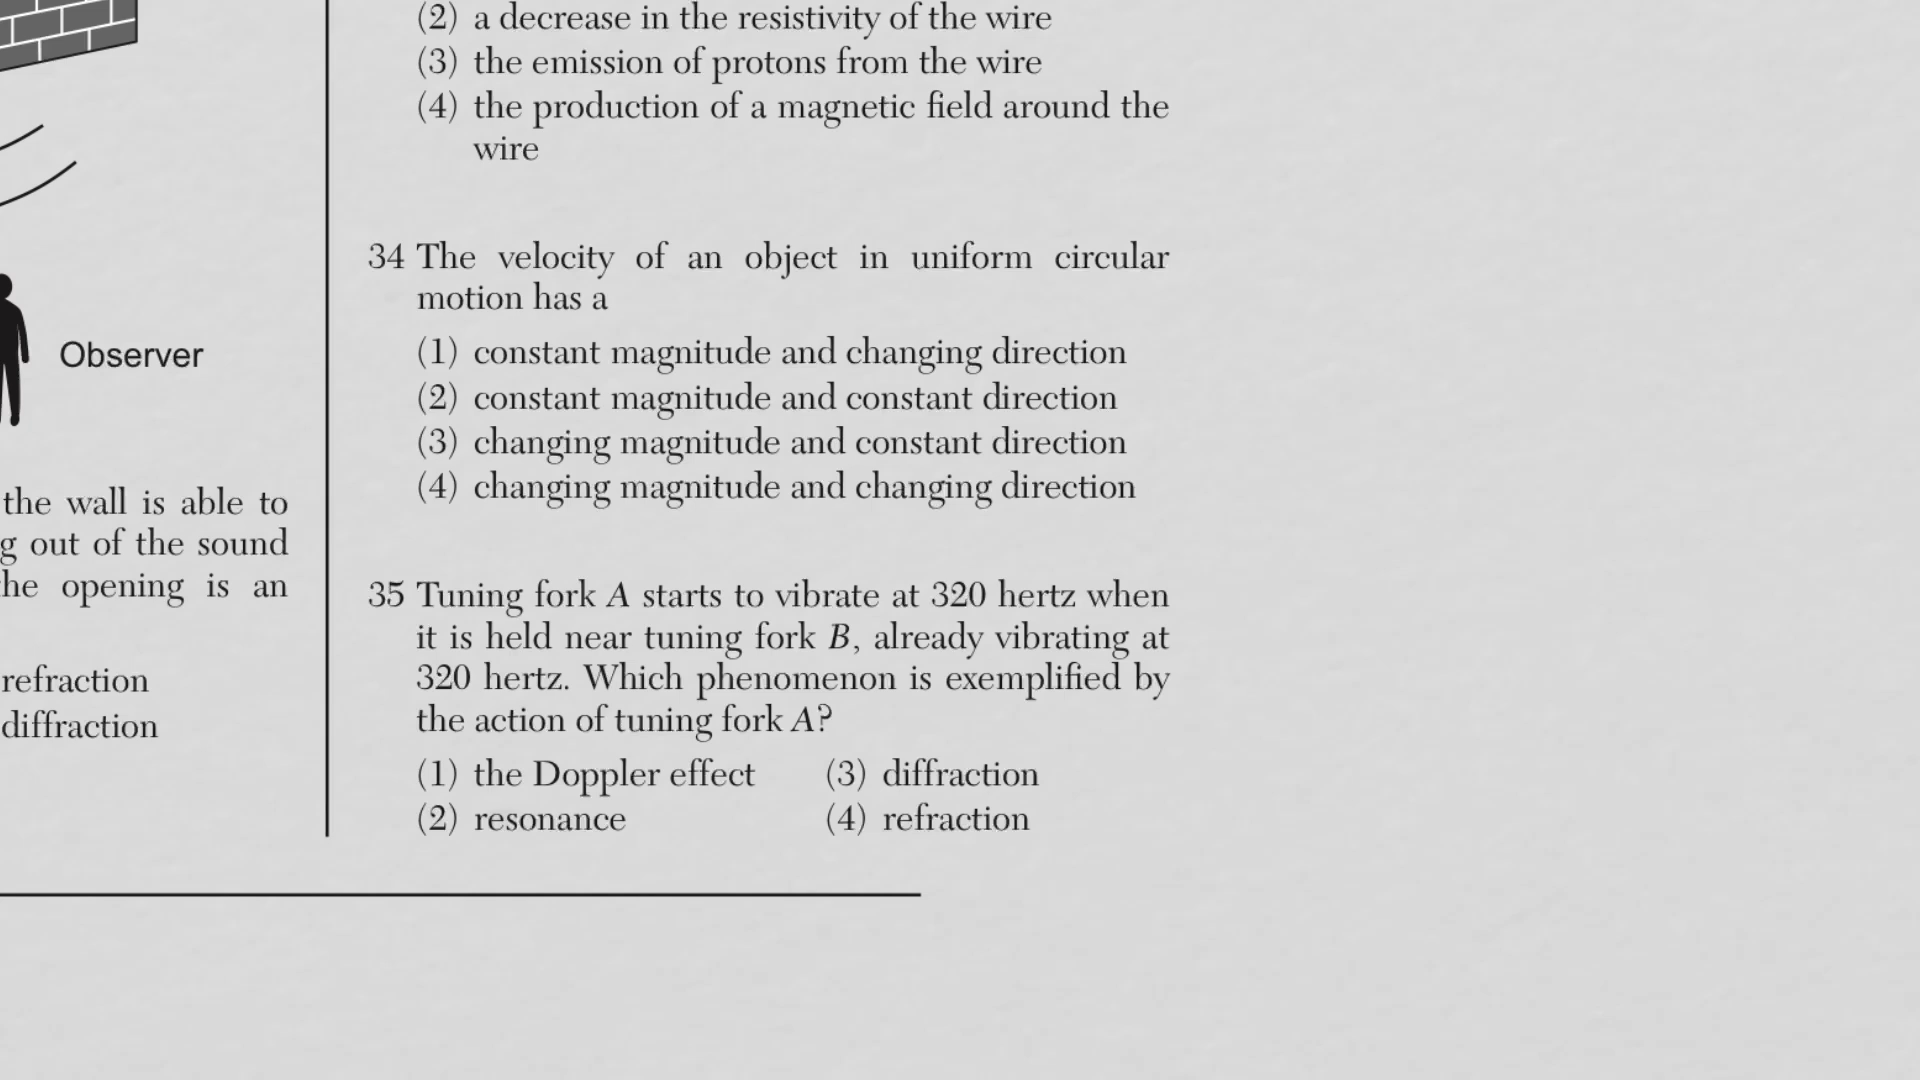 Observer
the wall is able to
g out of the sound
he opening is an
refraction
diffraction
(2) a decrease in the resistivity of the wire
(3) the emission of protons from the wire
(4) the production of a magnetic field around the
wire
34 The velocity of an object in uniform circular
motion has a
(1) constant magnitude and changing direction
(2) constant magnitude and constant direction
(3) changing magnitude and constant direction
(4) changing magnitude and changing direction
35 Tuning fork A starts to vibrate at 320 hertz when
it is held near tuning fork B, already vibrating at
320 hertz. Which phenomenon is exemplified by
the action of tuning fork A?
(1) the Doppler effect (3) diffraction
(2) resonance (4) refraction